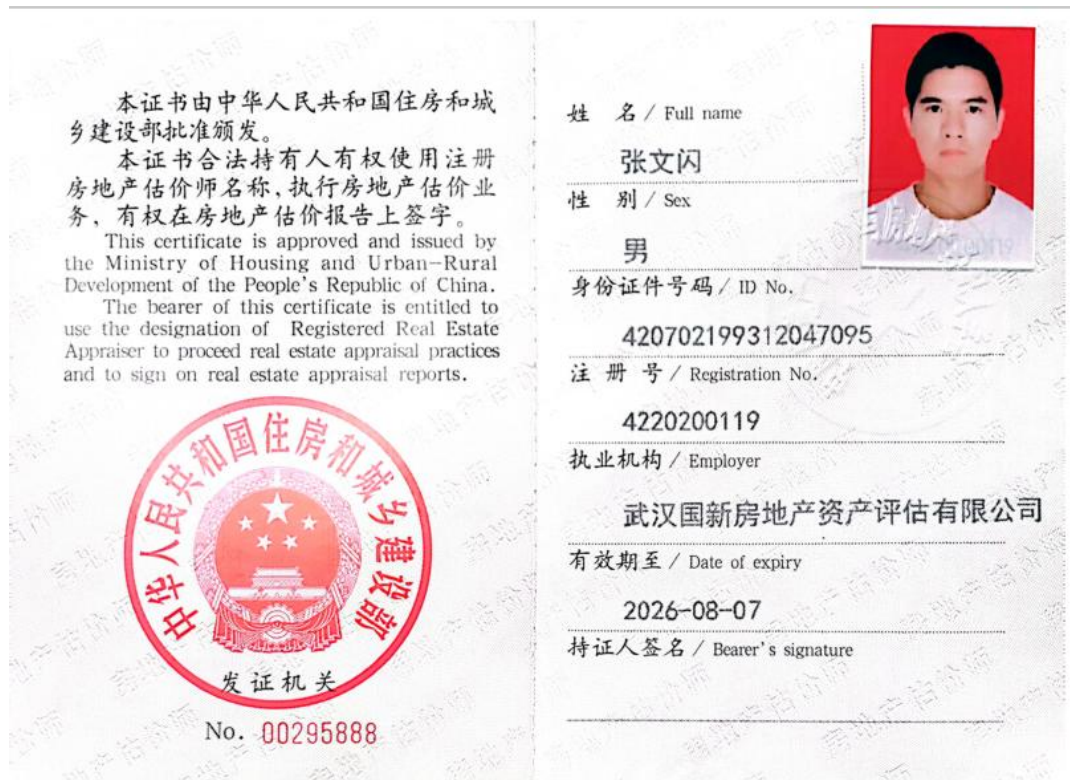 本证书由中华人民共和国住房和城
乡建设部批准颁发。
本证书合法持有人有权使用注册
房地产估价师名称，执行房地产估价业
务，有权在房地产估价报告上签字。
This certificate is approved and issued by
the Ministry of Housing and Urban-Rural
Development of the People's Republic of China.
The bearer of this certificate is entitled to
use the designation of Registered Real Estate
Appraiser to proceed real estate appraisal practices
and to sign on real estate appraisal reports.
中华人民共和国住房和城乡建设部
发证机关
No. 00295888
姓 名 / Full name
张文闪
性 别 / Sex
男
身份证件号码 / ID No.
420702199312047095
注 册 号 / Registration No.
4220200119
执业机构 / Employer
武汉国新房地产资产评估有限公司
有效期至 / Date of expiry
2026-08-07
持证人签名 / Bearer's signature